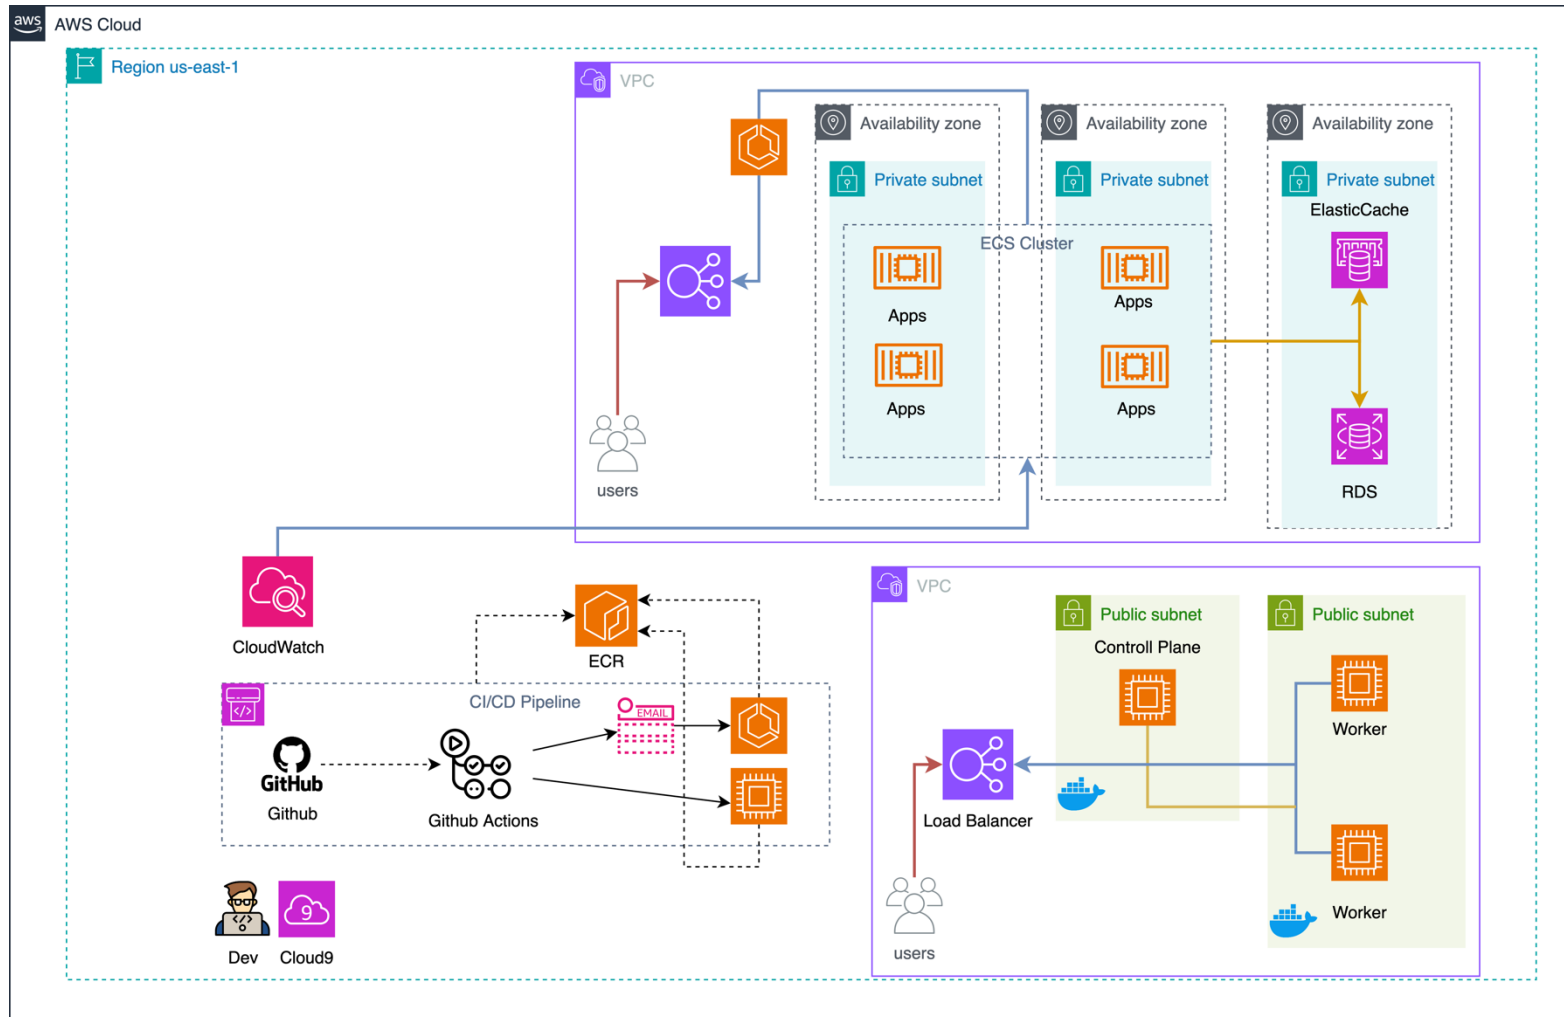 aws
AWS Cloud
Region us-east-1
VPC
Availability zone
Availability zone
Availability zone
Private subnet
Private subnet
Private subnet
ElasticCache
ECS Cluster
Apps
Apps
Apps
Apps
users
RDS
CloudWatch
ECR
CI/CD Pipeline
EMAIL
GitHub
Github
Github Actions
Dev
9
Cloud9
VPC
Public subnet
Public subnet
Controll Plane
Worker
Load Balancer
Worker
users